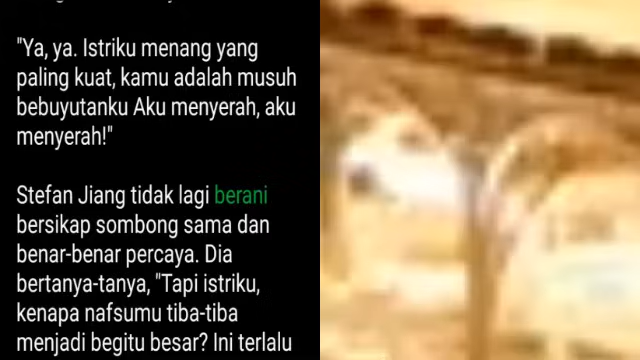 "Ya, ya. Istriku menang yang
paling kuat, kamu adalah musuh
bebuyutanku Aku menyerah, aku
menyerah!"
Stefan Jiang tidak lagi berani
bersikap sombong sama dan
benar-benar percaya. Dia
bertanya-tanya, "Tapi istriku,
kenapa nafsumu tiba-tiba
menjadi begitu besar? Ini terlalu